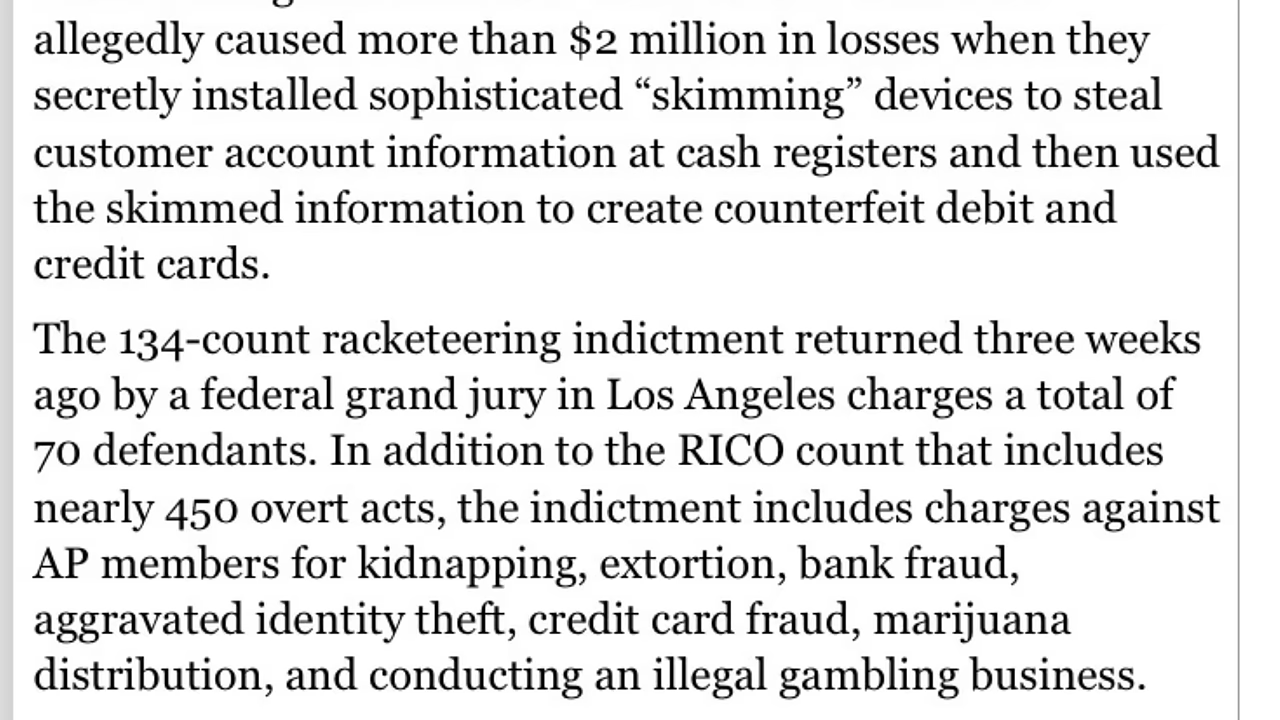 allegedly caused more than $2 million in losses when they
secretly installed sophisticated “skimming” devices to steal
customer account information at cash registers and then used
the skimmed information to create counterfeit debit and
credit cards.
The 134-count racketeering indictment returned three weeks
ago by a federal grand jury in Los Angeles charges a total of
70 defendants. In addition to the RICO count that includes
nearly 450 overt acts, the indictment includes charges against
AP members for kidnapping, extortion, bank fraud,
aggravated identity theft, credit card fraud, marijuana
distribution, and conducting an illegal gambling business.